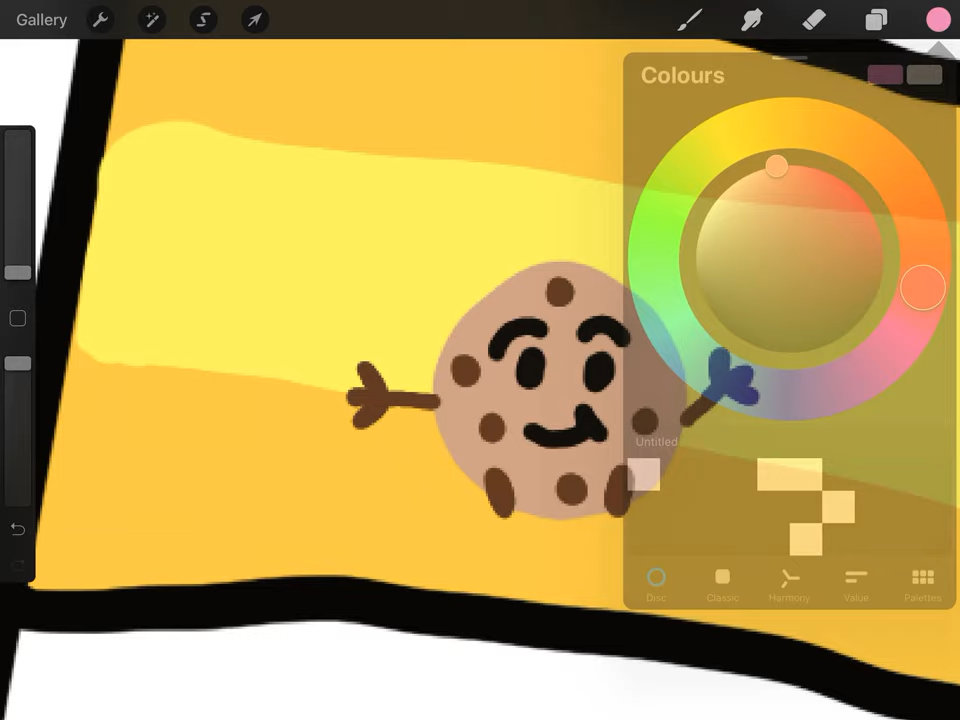 Gallery
Colours
Untitled
Disc
Classic
Harmony
Value
Palettes